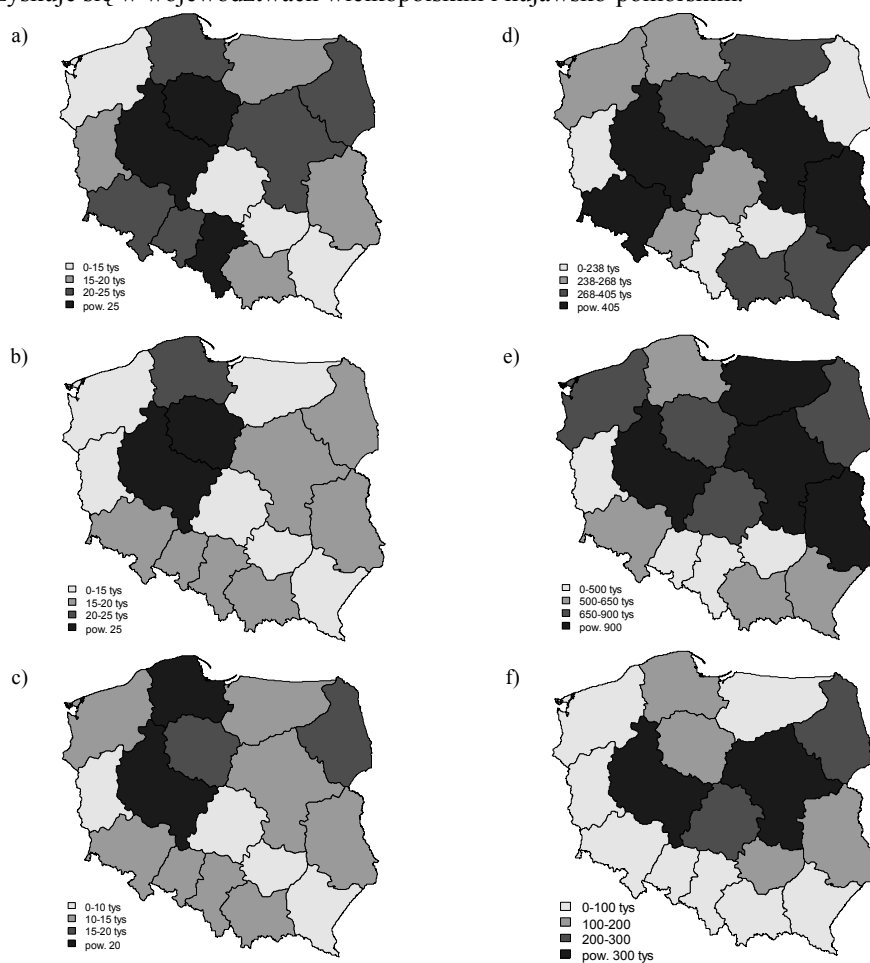 zyskuje się w województwach wielkopolskim i kujawsko-pomorskim.
a)
0-15 tys
15-20 tys
20-25 tys
pow. 25
d)
0-238 tys
238-268 tys
268-405 tys
pow. 405
b)
0-15 tys
15-20 tys
20-25 tys
pow. 25
e)
0-500 tys
500-650 tys
650-900 tys
pow. 900
c)
0-10 tys
10-15 tys
15-20 tys
pow. 20
f)
0-100 tys
100-200
200-300
pow. 300 tys